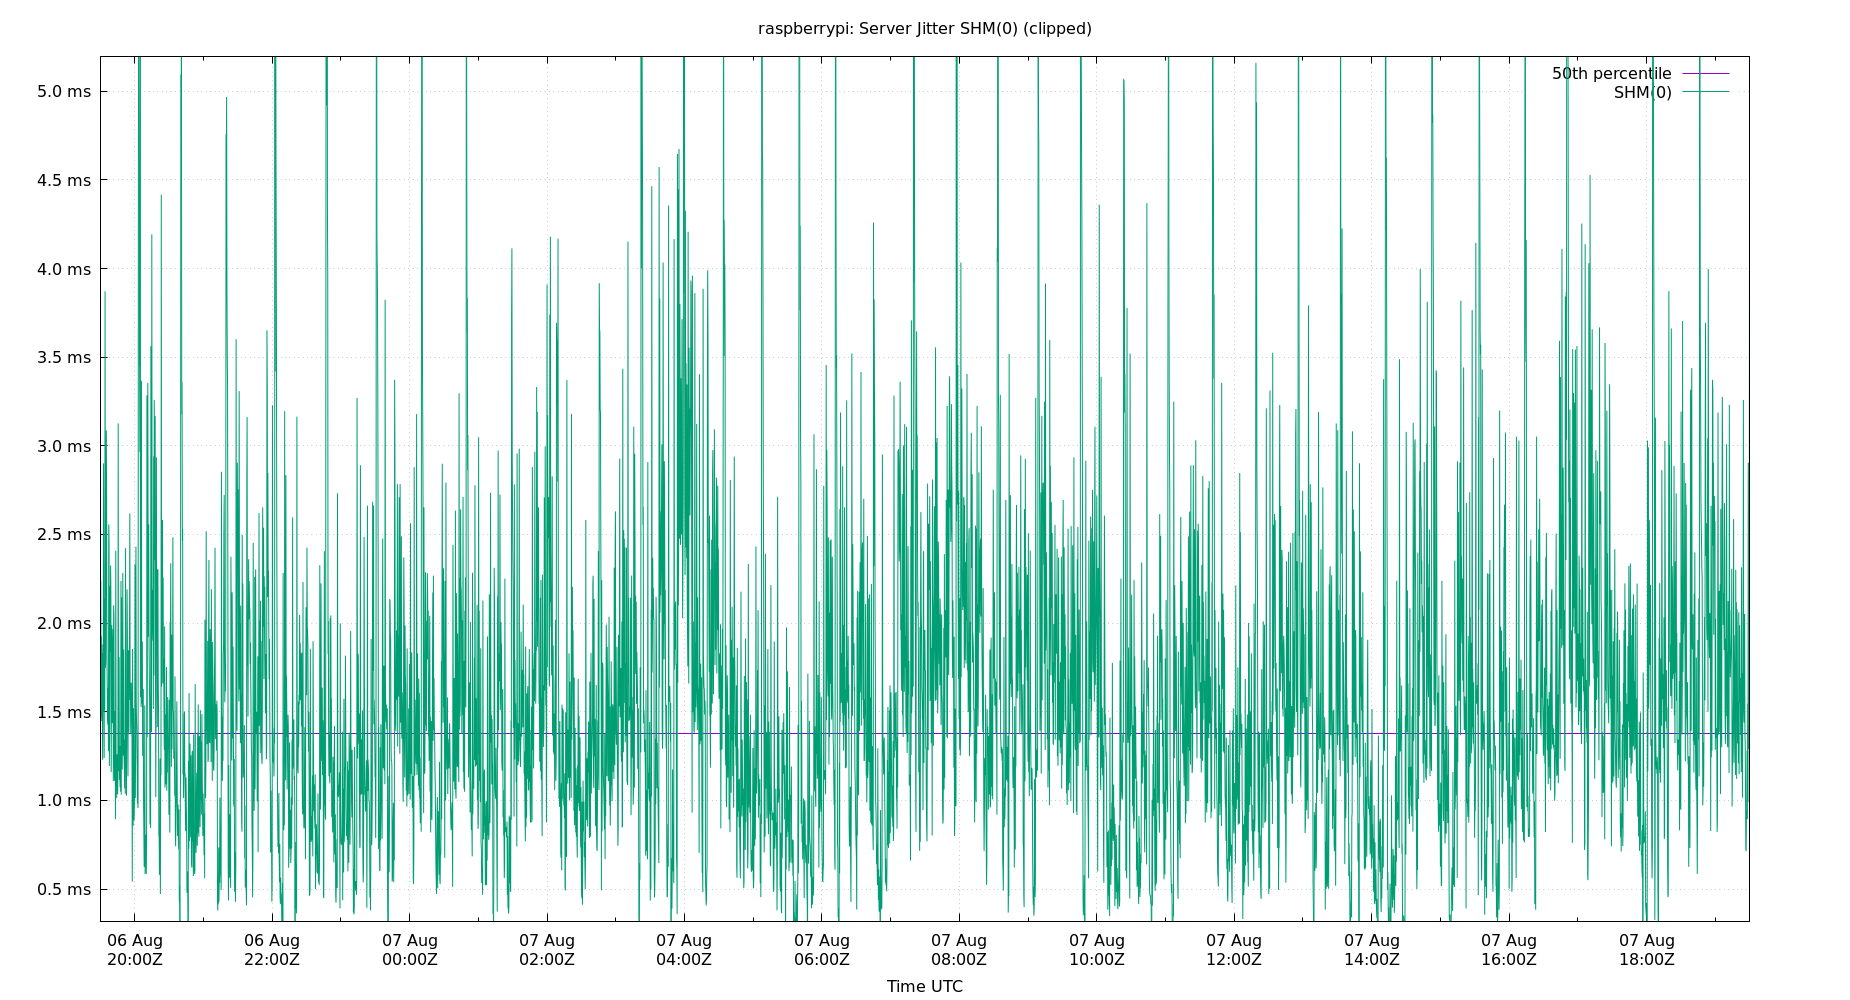 raspberrypi: Server Jitter SHM(0) (clipped)
50th percentile
SHM(0)
5.0 ms
4.5 ms
4.0 ms
3.5 ms
3.0 ms
2.5 ms
2.0 ms
1.5 ms
1.0 ms
0.5 ms
06 Aug 06 Aug 07 Aug 07 Aug 07 Aug 07 Aug 07 Aug 07 Aug 07 Aug 07 Aug 07 Aug 07 Aug
20:00Z 22:00Z 00:00Z 02:00Z 04:00Z 06:00Z 08:00Z 10:00Z 12:00Z 14:00Z 16:00Z 18:00Z
Time UTC